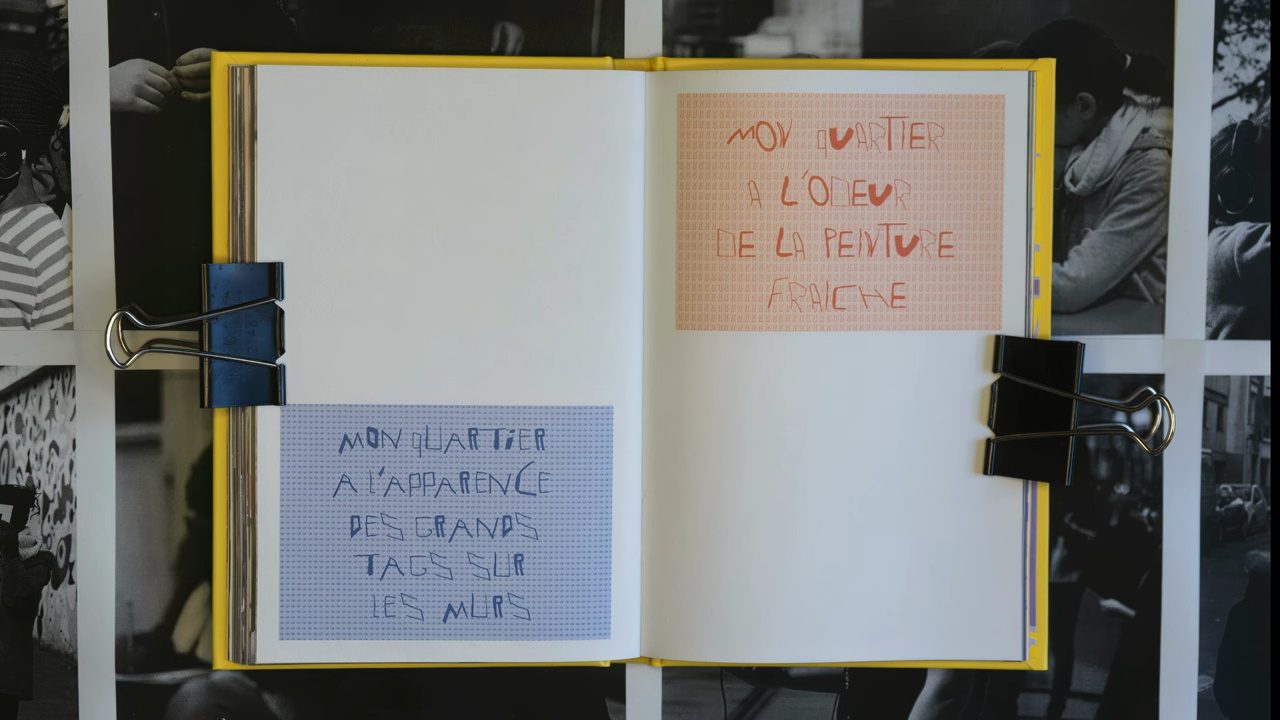 MON QUARTIER
A L'APPARENCE
DES GRANDS
TAGS SUR
LES MURS
MON QUARTIER
A L'ODEUR
DE LA PEINTURE
FRAICHE